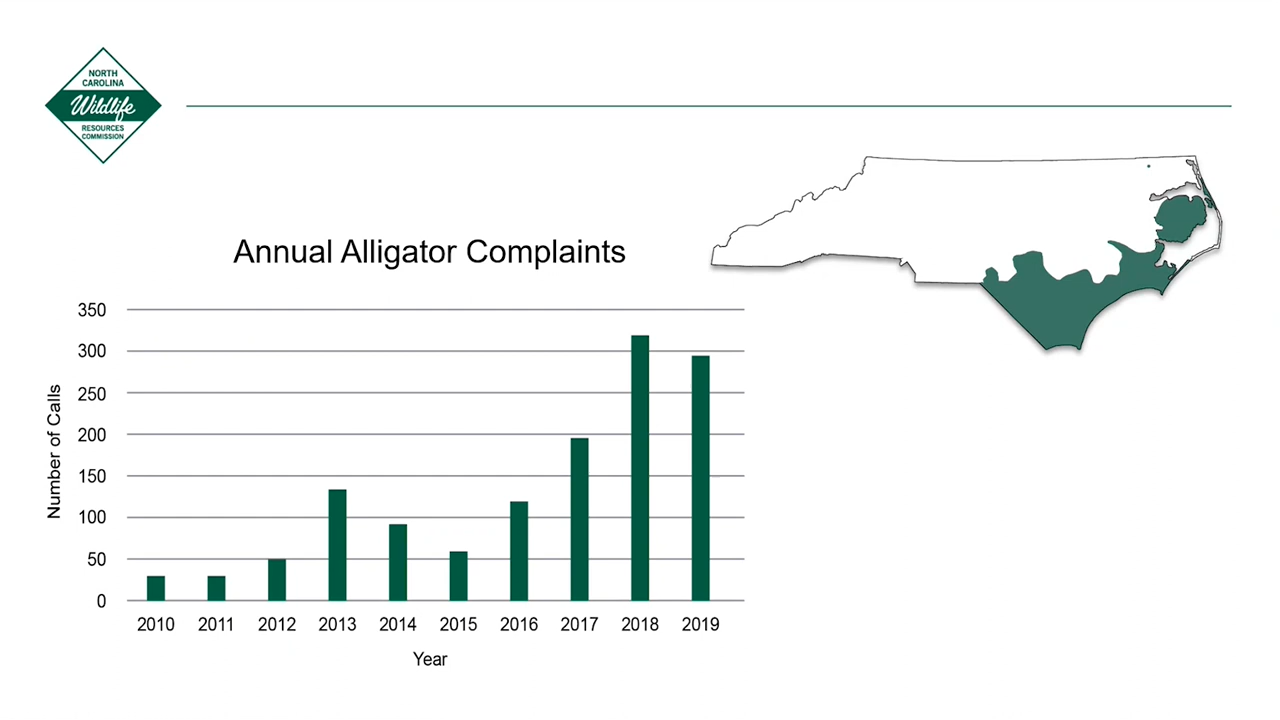 NORTH
CAROLINA
Wildlife
RESOURCES
COMMISSION
Annual Alligator Complaints
350
300
250
200
150
100
50
0
Number of Calls
2010 2011 2012 2013 2014 2015 2016 2017 2018 2019
Year